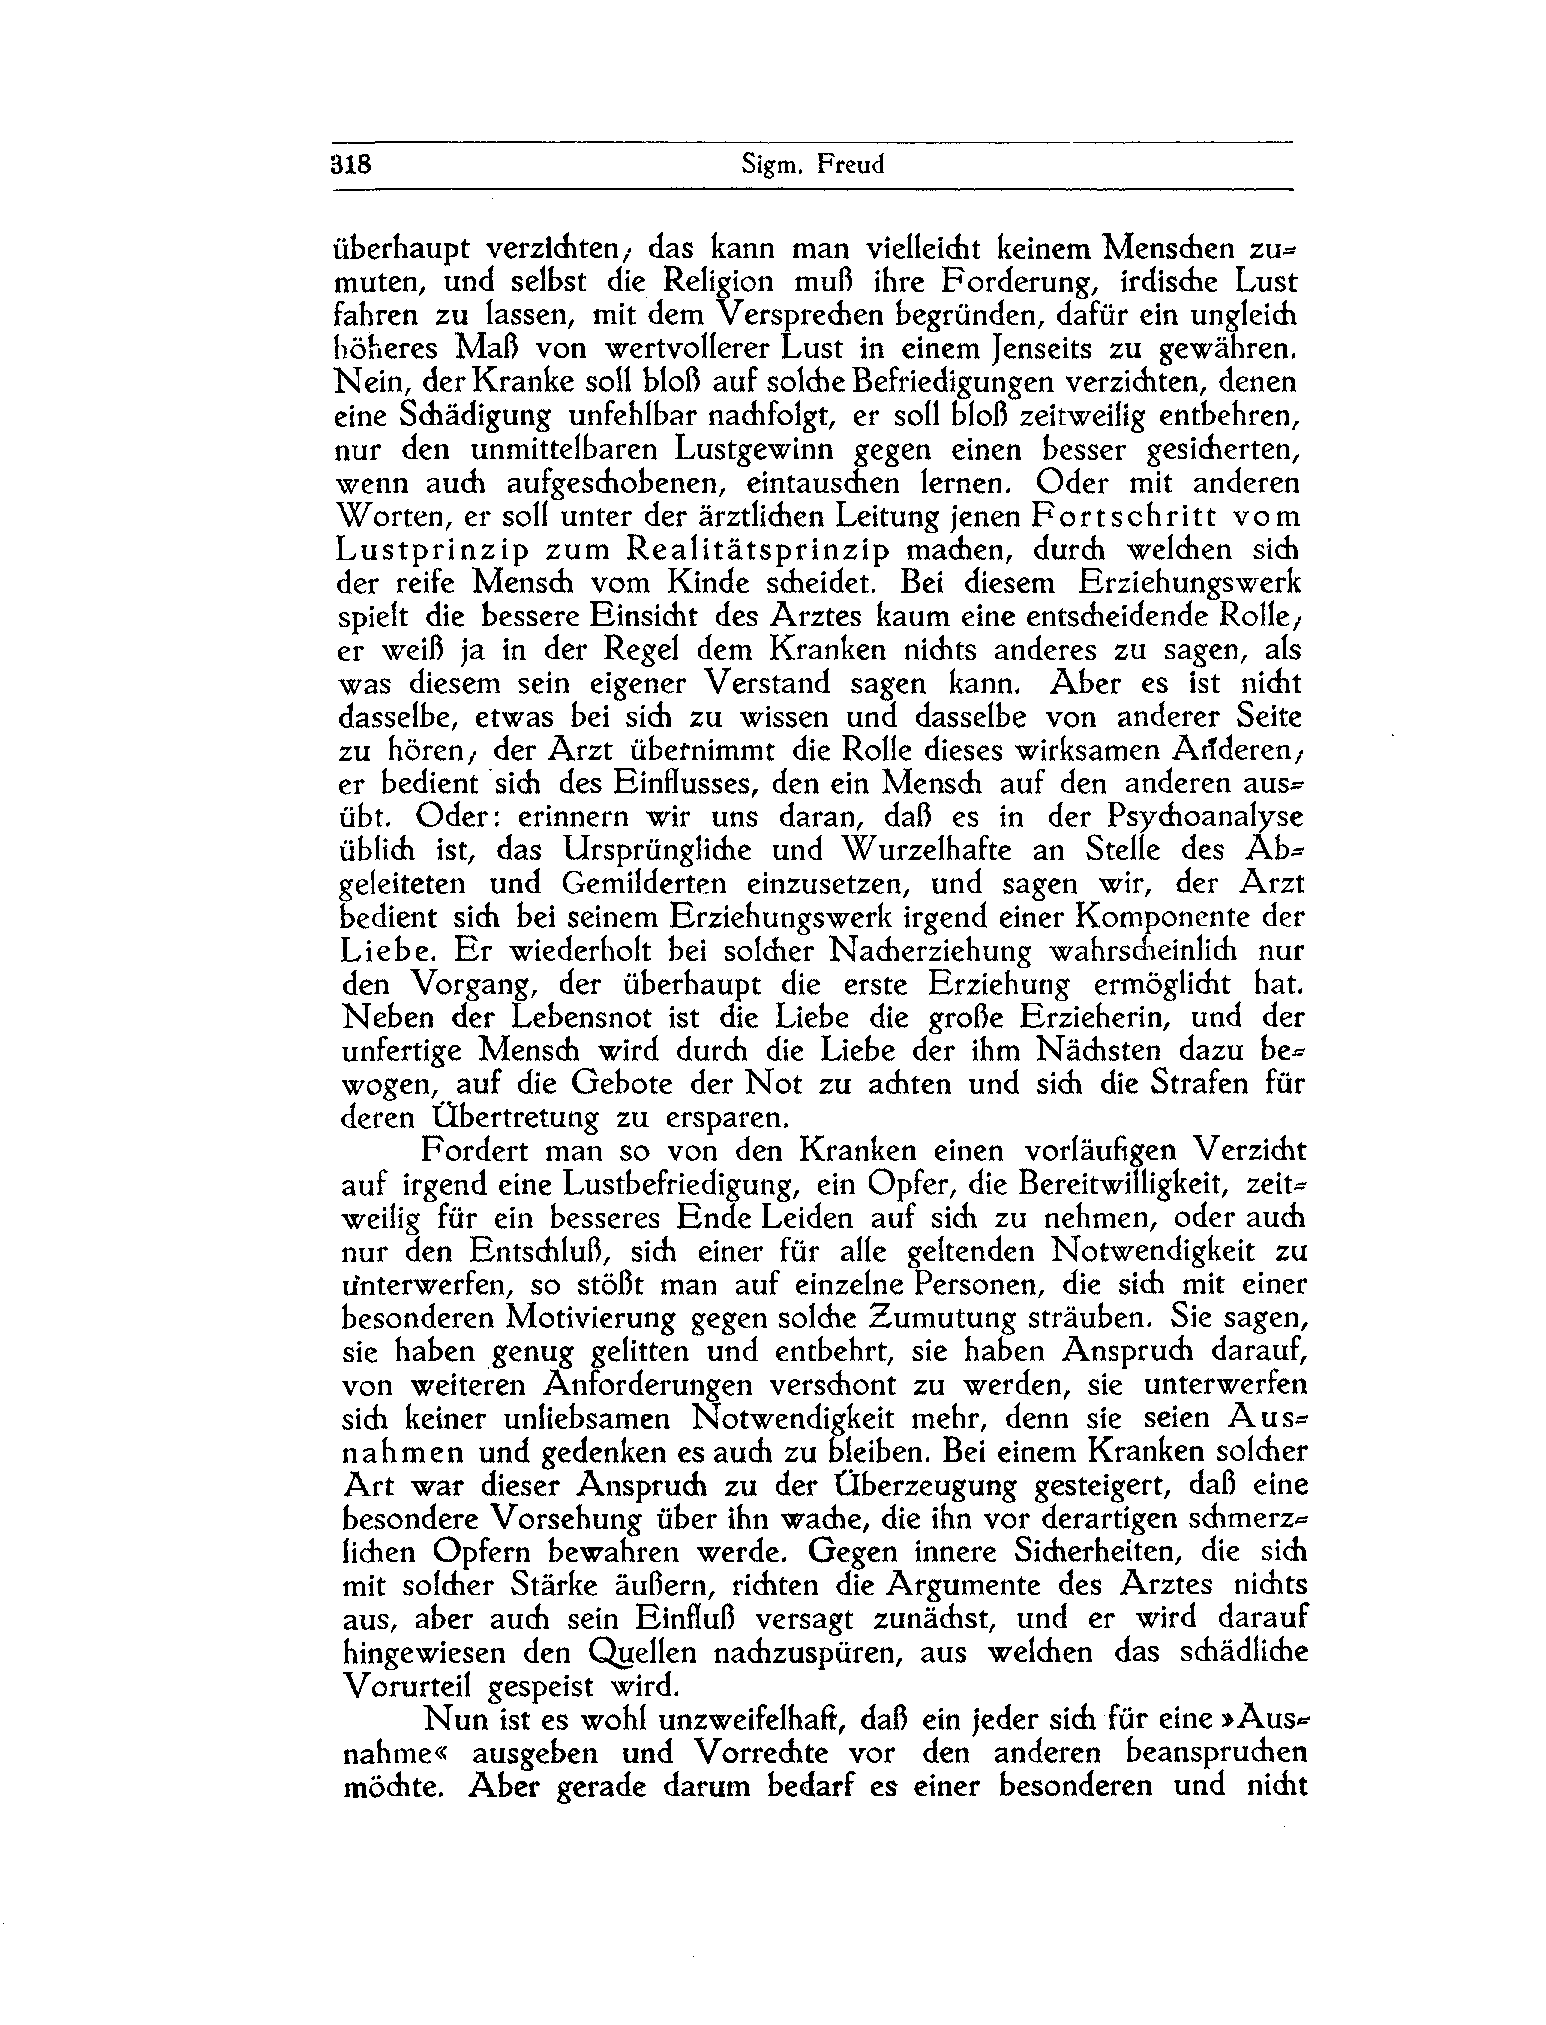 318 Sigm. Freud
überhaupt verzichten; das kann man vielleicht keinem Menschen zu-
muten, und selbst die Religion muß ihre Forderung, irdische Lust
fahren zu lassen, mit dem Versprechen begründen, dafür ein ungleich
höheres Maß von wertvollerer Lust in einem Jenseits zu gewähren.
Nein, der Kranke soll bloß auf solche Befriedigungen verzichten, denen
eine Schädigung unfehlbar nachfolgt, er soll bloß zeitweilig entbehren,
nur den unmittelbaren Lustgewinn gegen einen besser gesicherten,
wenn auch aufgeschobenen, eintauschen lernen. Oder mit anderen
Worten, er soll unter der ärztlichen Leitung jenen Fortschritt vom
Lustprinzip zum Realitätsprinzip machen, durch welchen sich
der reife Mensch vom Kinde scheidet. Bei diesem Erziehungswerk
spielt die bessere Einsicht des Arztes kaum eine entscheidende Rolle;
er weiß ja in der Regel dem Kranken nichts anderes zu sagen, als
was diesem sein eigener Verstand sagen kann. Aber es ist nicht
dasselbe, etwas bei sich zu wissen und dasselbe von anderer Seite
zu hören; der Arzt übernimmt die Rolle dieses wirksamen Anderen;
er bedient sich des Einflusses, den ein Mensch auf den anderen aus-
übt. Oder: erinnern wir uns daran, daß es in der Psychoanalyse
üblich ist, das Ursprüngliche und Wurzelhafte an Stelle des Ab-
geleiteten und Gemilderten einzusetzen, und sagen wir, der Arzt
bedient sich bei seinem Erziehungswerk irgend einer Komponente der
Liebe. Er wiederholt bei solcher Nacherziehung wahrscheinlich nur
den Vorgang, der überhaupt die erste Erziehung ermöglicht hat.
Neben der Lebensnot ist die Liebe die große Erzieherin, und der
unfertige Mensch wird durch die Liebe der ihm Nächsten dazu be-
wogen, auf die Gebote der Not zu achten und sich die Strafen für
deren Übertretung zu ersparen.
Fordert man so von den Kranken einen vorläufigen Verzicht
auf irgend eine Lustbefriedigung, ein Opfer, die Bereitwilligkeit, zeit-
weilig für ein besseres Ende Leiden auf sich zu nehmen, oder auch
nur den Entschluß, sich einer für alle geltenden Notwendigkeit zu
unterwerfen, so stößt man auf einzelne Personen, die sich mit einer
besonderen Motivierung gegen solche Zumutung sträuben. Sie sagen,
sie haben genug gelitten und entbehrt, sie haben Anspruch darauf,
von weiteren Anforderungen verschont zu werden, sie unterwerfen
sich keiner unliebsamen Notwendigkeit mehr, denn sie seien Aus-
nahmen und gedenken es auch zu bleiben. Bei einem Kranken solcher
Art war dieser Anspruch zu der Überzeugung gesteigert, daß eine
besondere Vorsehung über ihn wache, die ihn vor derartigen schmerz-
lichen Opfern bewahren werde. Gegen innere Sicherheiten, die sich
mit solcher Stärke äußern, richten die Argumente des Arztes nichts
aus, aber auch sein Einfluß versagt zunächst, und er wird darauf
hingewiesen den Quellen nachzuspüren, aus welchen das schädliche
Vorurteil gespeist wird.
Nun ist es wohl unzweifelhaft, daß ein jeder sich für eine »Aus-
nahme« ausgeben und Vorrechte vor den anderen beanspruchen
möchte. Aber gerade darum bedarf es einer besonderen und nicht